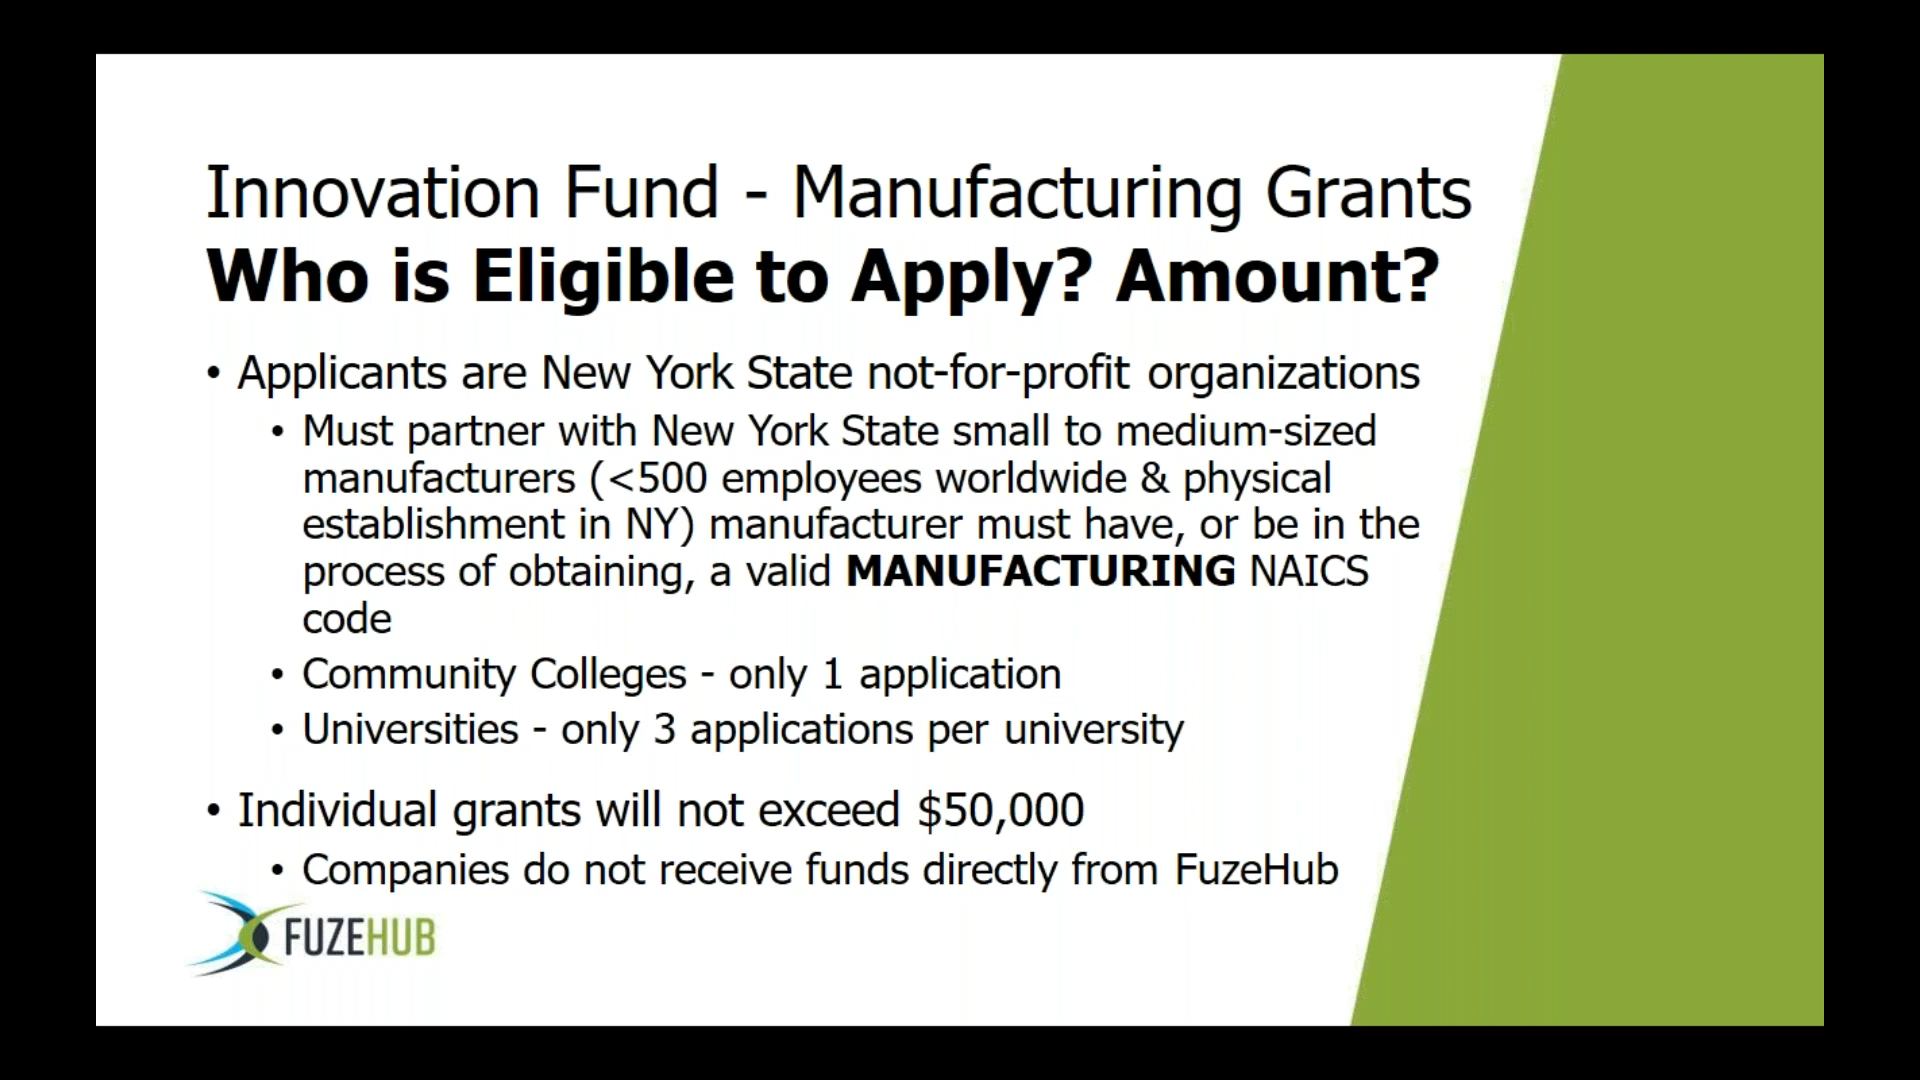 Innovation Fund - Manufacturing Grants
Who is Eligible to Apply? Amount?
• Applicants are New York State not-for-profit organizations
• Must partner with New York State small to medium-sized
manufacturers (<500 employees worldwide & physical
establishment in NY) manufacturer must have, or be in the
process of obtaining, a valid MANUFACTURING NAICS
code
• Community Colleges - only 1 application
• Universities - only 3 applications per university
• Individual grants will not exceed $50,000
• Companies do not receive funds directly from FuzeHub
FUZEHUB